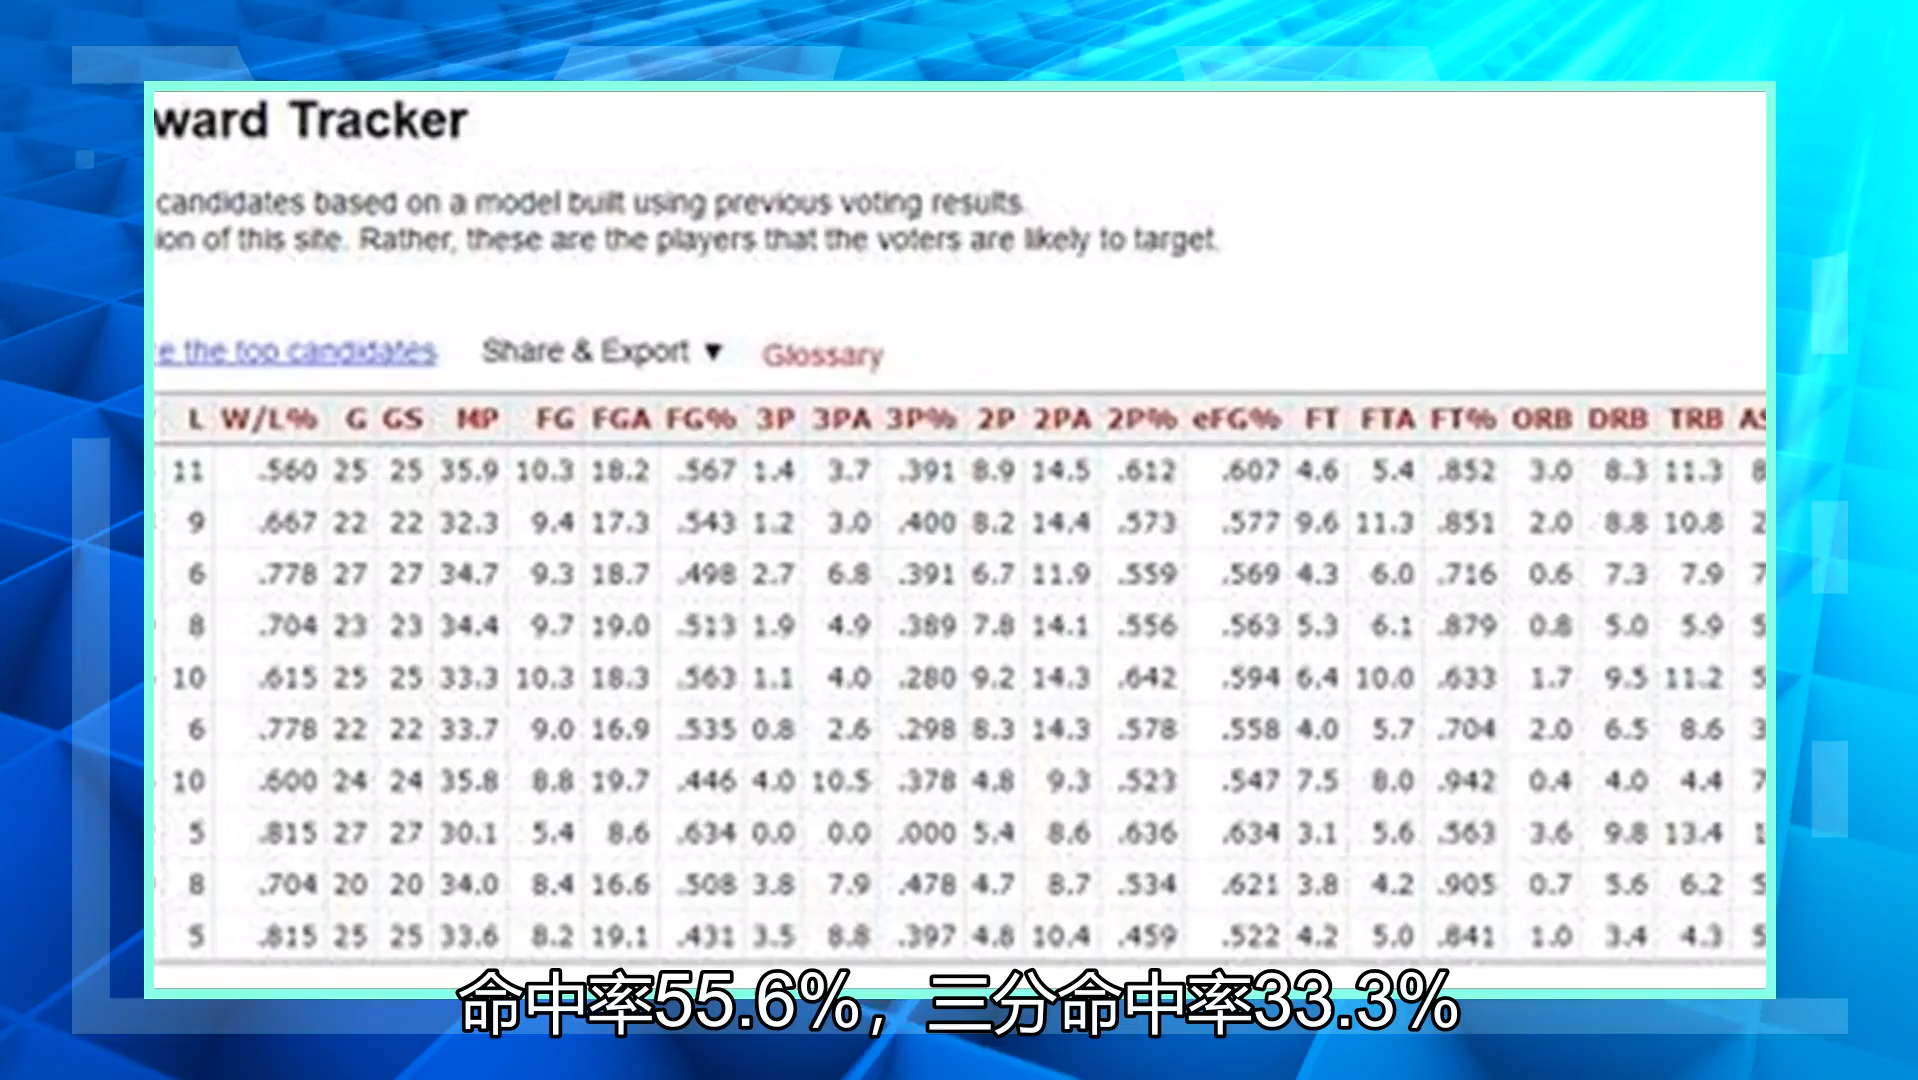 ward Tracker
candidates based on a model built using previous voting results.
ion of this site. Rather, these are the players that the voters are likely to target.
e the top candidates Share & Export ▼ Glossary
L W/L% G GS MP FG FGA FG% 3P 3PA 3P% 2P 2PA 2P% eFG% FT FTA FT% ORB DRB TRB AS
11 .560 25 25 35.9 10.3 18.2 .567 1.4 3.7 .391 8.9 14.5 .612 .607 4.6 5.4 .852 3.0 8.3 11.3 8
9 .667 22 22 32.3 9.4 17.3 .543 1.2 3.0 .400 8.2 14.4 .573 .577 9.6 11.3 .851 2.0 8.8 10.8 2
6 .778 27 27 34.7 9.3 18.7 .498 2.7 6.8 .391 6.7 11.9 .559 .569 4.3 6.0 .716 0.6 7.3 7.9 7
8 .704 23 23 34.4 9.7 19.0 .513 1.9 4.9 .389 7.8 14.1 .556 .563 5.3 6.1 .879 0.8 5.0 5.9 5
10 .615 25 25 33.3 10.3 18.3 .563 1.1 4.0 .280 9.2 14.3 .642 .594 6.4 10.0 .633 1.7 9.5 11.2 5
6 .778 22 22 33.7 9.0 16.9 .535 0.8 2.6 .298 8.3 14.3 .578 .558 4.0 5.7 .704 2.0 6.5 8.6 3
10 .600 24 24 35.8 8.8 19.7 .446 4.0 10.5 .378 4.8 9.3 .523 .547 7.5 8.0 .942 0.4 4.0 4.4 7
5 .815 27 27 30.1 5.4 8.6 .634 0.0 0.0 .000 5.4 8.6 .636 .634 3.1 5.6 .563 3.6 9.8 13.4 1
8 .704 20 20 34.0 8.4 16.6 .508 3.8 7.9 .478 4.7 8.7 .534 .621 3.8 4.2 .905 0.7 5.6 6.2 5
5 .815 25 25 33.6 8.2 19.1 .431 3.5 8.8 .397 4.8 10.4 .459 .522 4.2 5.0 .841 1.0 3.4 4.3 5
命中率55.6%，三分命中率33.3%